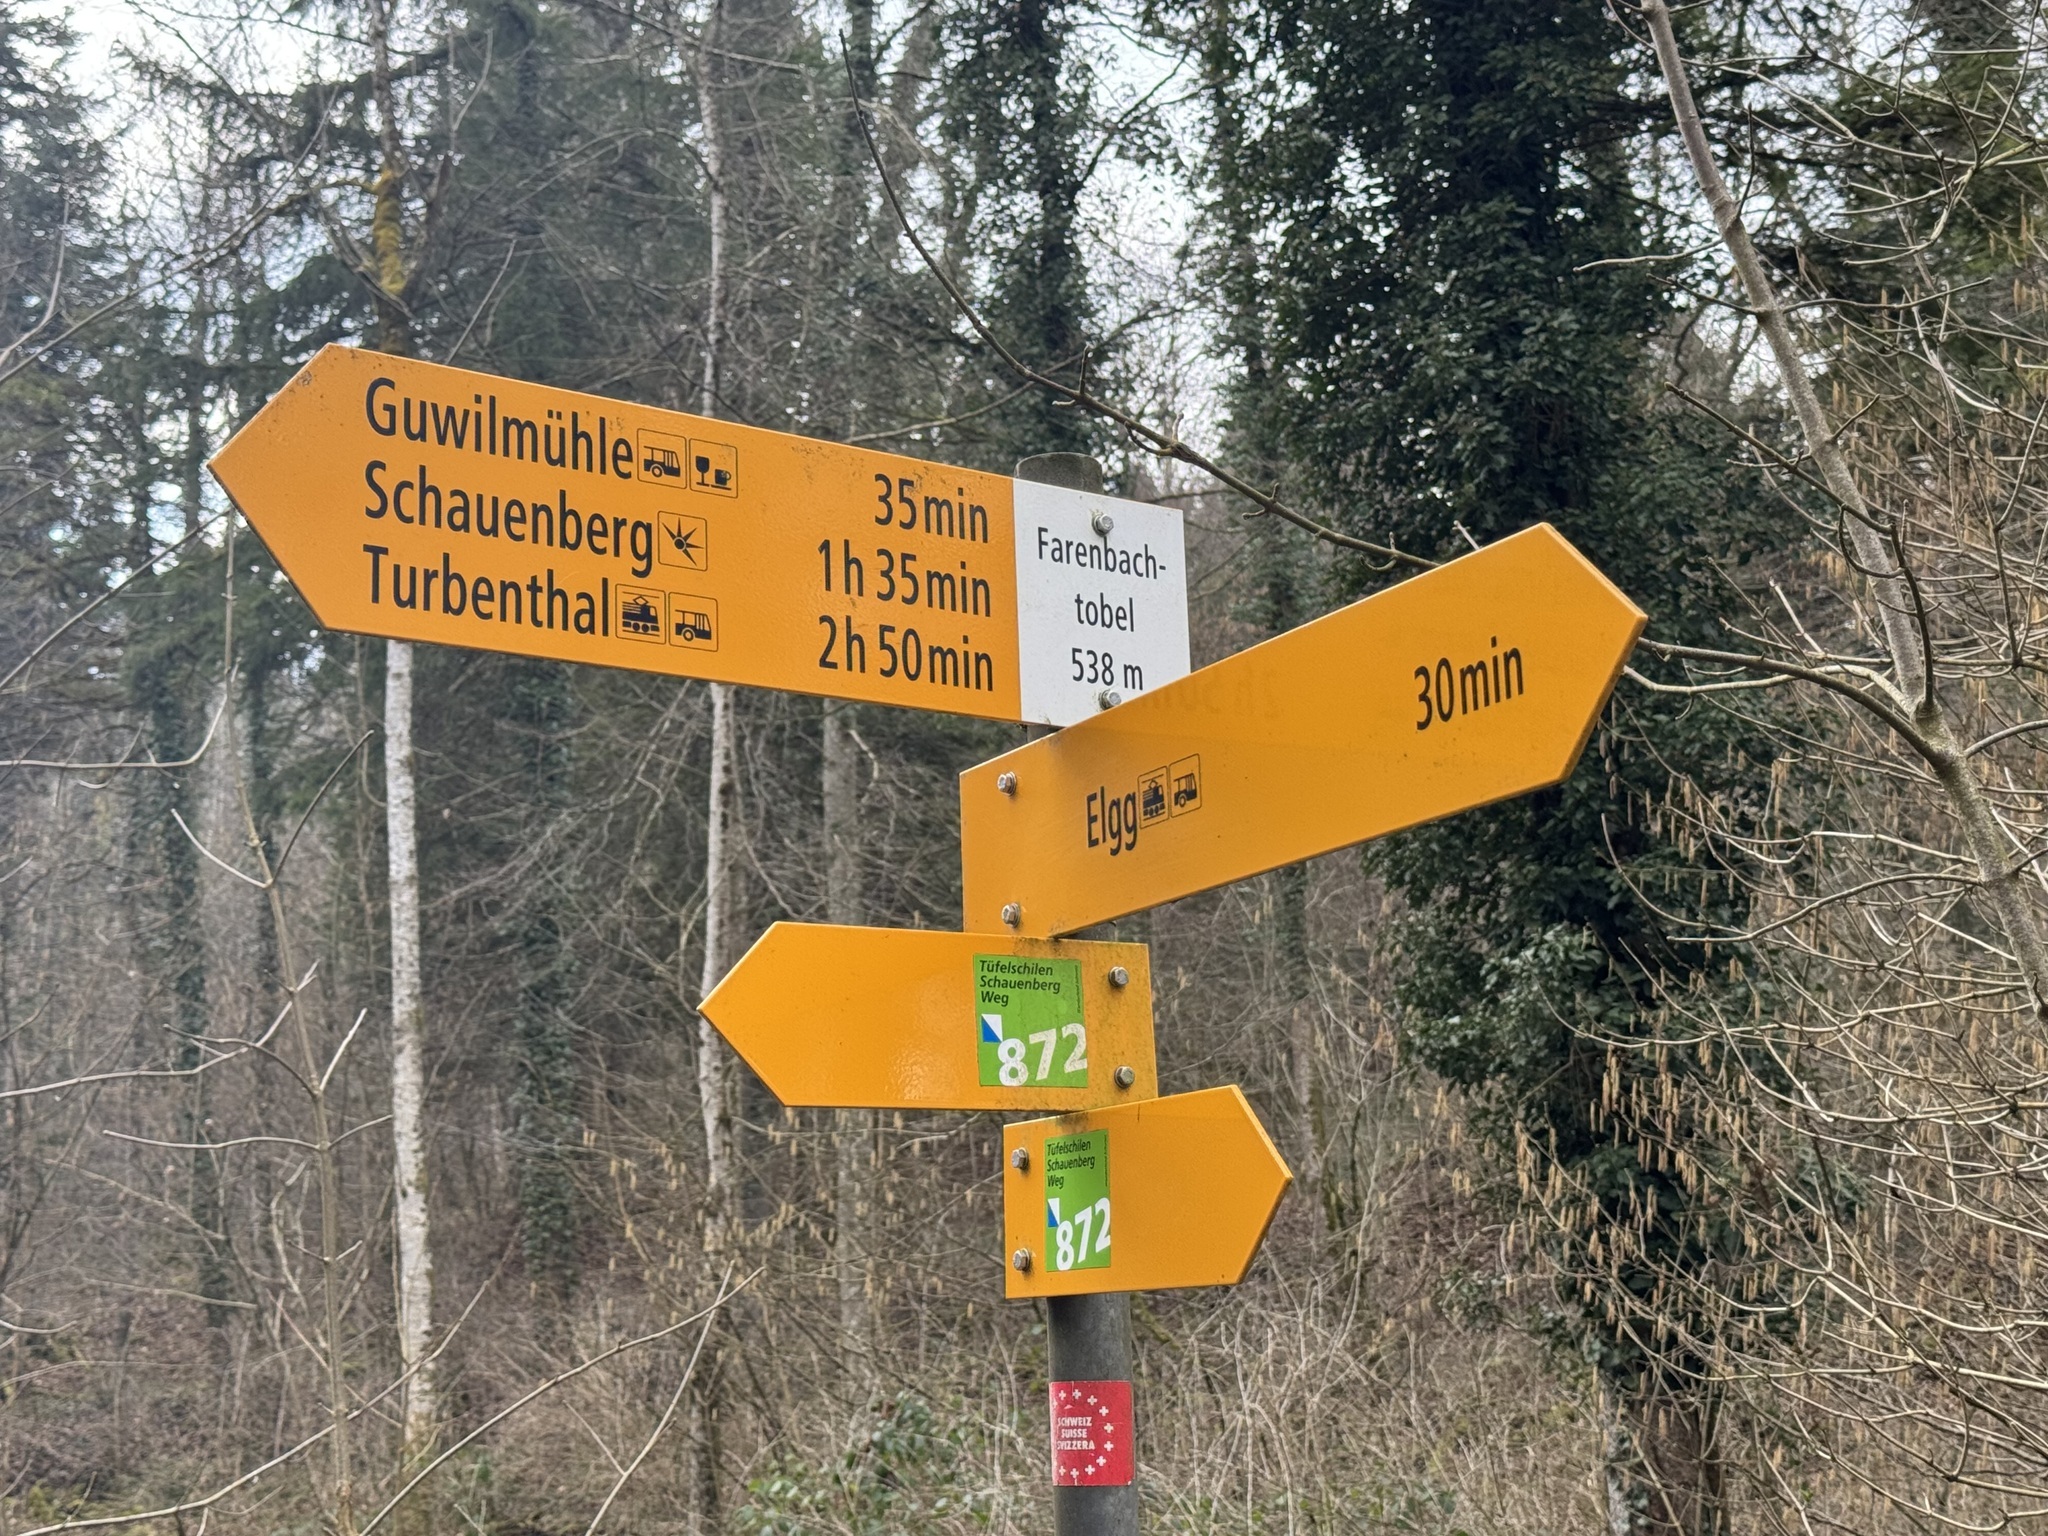 Guwilmühle 35min
Schauenberg 1h 35min
Turbenthal 2h 50min
Farenbach-
tobel
538 m
30min
Elgg
Tüfelschilen
Schauenberg
Weg
872
Tüfelschilen
Schauenberg
Weg
872
SCHWEIZ
SUISSE
SVIZZERA